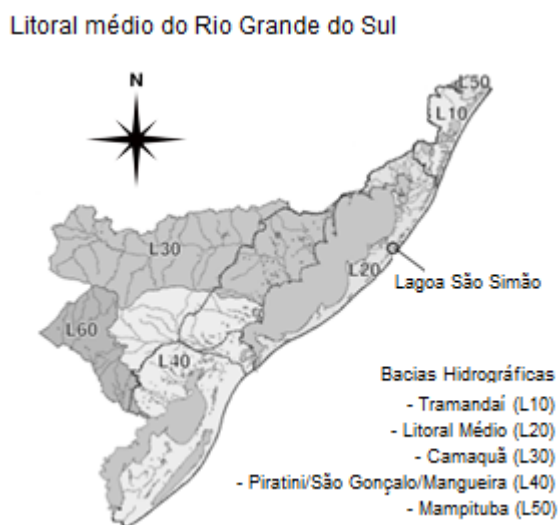 Litoral médio do Rio Grande do Sul
N
L50
L10
L30
L20
Lagoa São Simão
L60
L40
Bacias Hidrográficas
- Tramandaí (L10)
- Litoral Médio (L20)
- Camaquã (L30)
- Piratini/São Gonçalo/Mangueira (L40)
- Mampituba (L50)